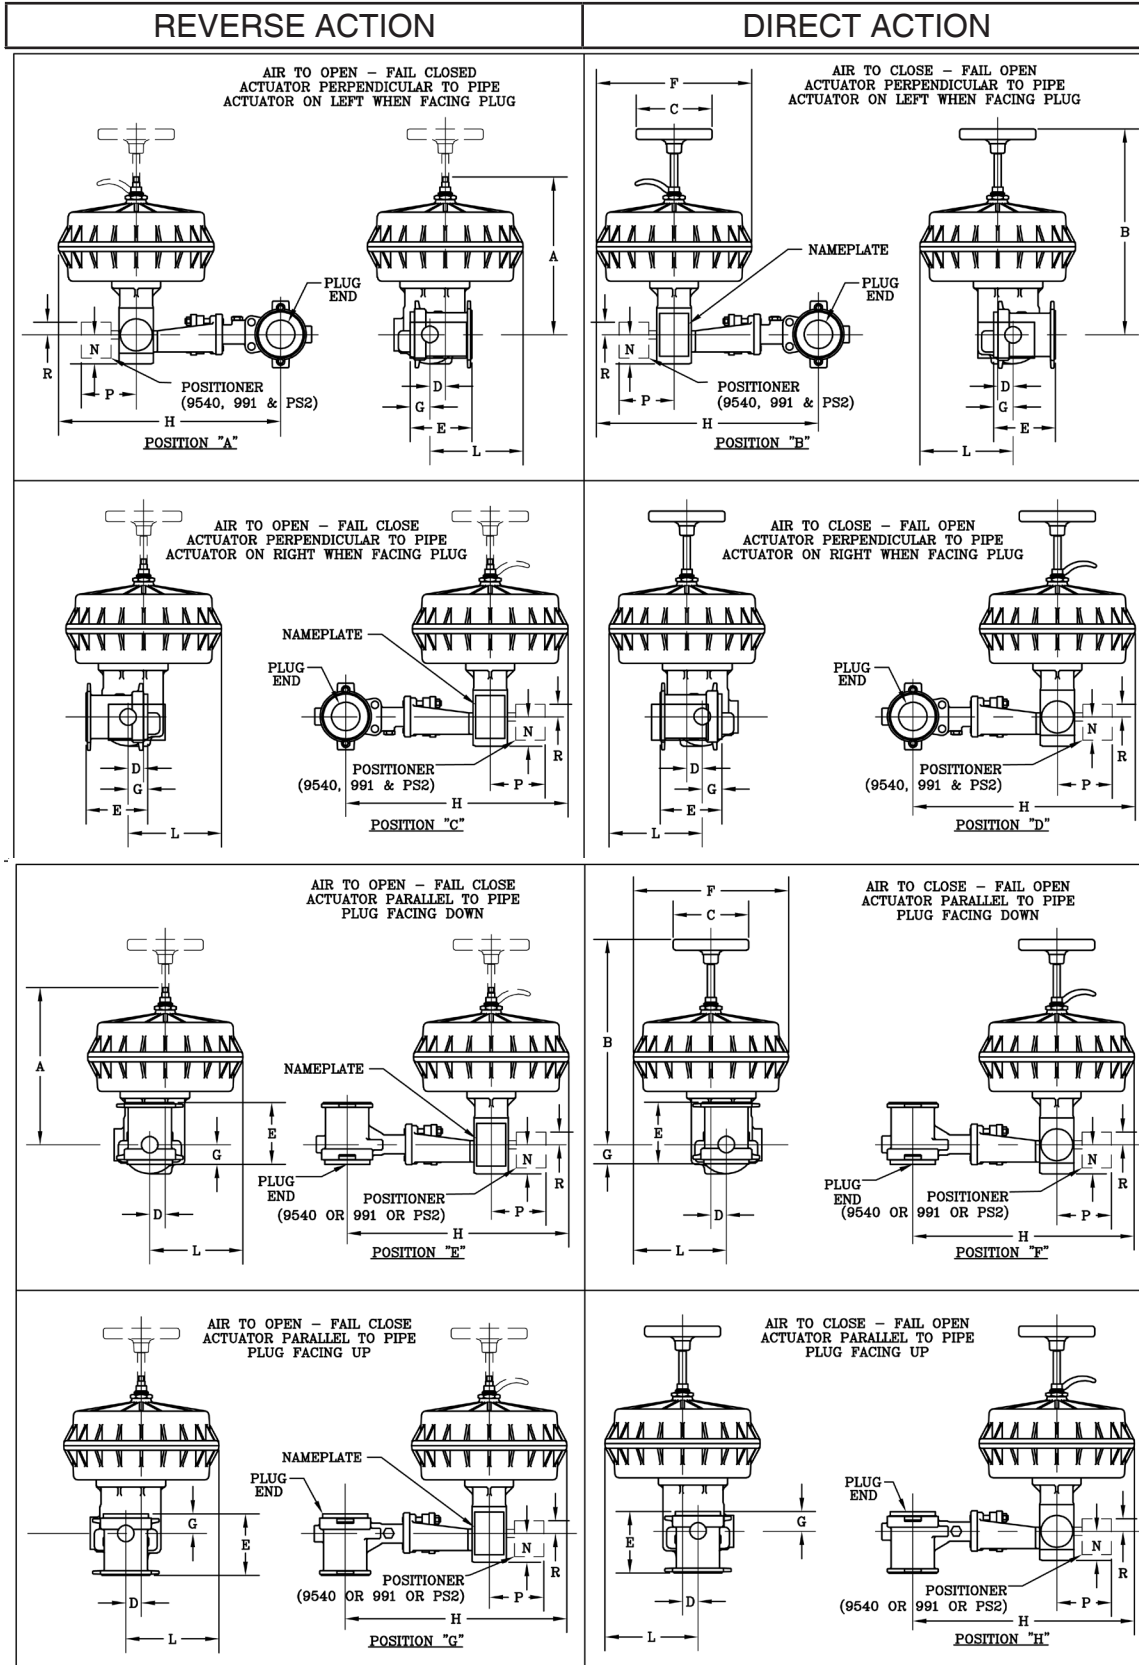 REVERSE ACTION
DIRECT ACTION
AIR TO OPEN – FAIL CLOSED
ACTUATOR PERPENDICULAR TO PIPE
ACTUATOR ON LEFT WHEN FACING PLUG
PLUG
END
A
N
R
P
POSITIONER
(9540, 991 & PS2)
H
D
G
E
L
POSITION "A"
AIR TO CLOSE – FAIL OPEN
ACTUATOR PERPENDICULAR TO PIPE
ACTUATOR ON LEFT WHEN FACING PLUG
F
C
B
NAMEPLATE
PLUG
END
N
R
P
POSITIONER
(9540, 991 & PS2)
H
D
G
E
L
POSITION "B"
AIR TO OPEN – FAIL CLOSE
ACTUATOR PERPENDICULAR TO PIPE
ACTUATOR ON RIGHT WHEN FACING PLUG
NAMEPLATE
PLUG
END
N
R
D
G
E
L
POSITIONER
(9540, 991 & PS2)
P
H
POSITION "C"
AIR TO CLOSE – FAIL OPEN
ACTUATOR PERPENDICULAR TO PIPE
ACTUATOR ON RIGHT WHEN FACING PLUG
PLUG
END
N
R
D
G
E
L
POSITIONER
(9540, 991 & PS2)
P
H
POSITION "D"
AIR TO OPEN – FAIL CLOSE
ACTUATOR PARALLEL TO PIPE
PLUG FACING DOWN
A
NAMEPLATE
E
G
N
R
PLUG
END
POSITIONER
(9540 OR 991 OR PS2)
D
L
P
H
POSITION "E"
AIR TO CLOSE – FAIL OPEN
ACTUATOR PARALLEL TO PIPE
PLUG FACING DOWN
F
C
B
E
G
N
R
PLUG
END
POSITIONER
(9540 OR 991 OR PS2)
D
L
P
H
POSITION "F"
AIR TO OPEN – FAIL CLOSE
ACTUATOR PARALLEL TO PIPE
PLUG FACING UP
NAMEPLATE
PLUG
END
G
E
N
R
POSITIONER
(9540 OR 991 OR PS2)
D
L
P
H
POSITION "G"
AIR TO CLOSE – FAIL OPEN
ACTUATOR PARALLEL TO PIPE
PLUG FACING UP
PLUG
END
G
E
N
R
POSITIONER
(9540 OR 991 OR PS2)
D
L
P
H
POSITION "H"